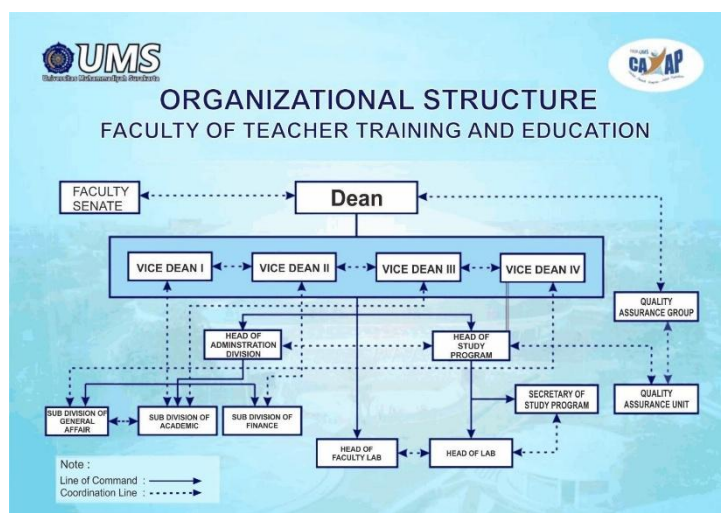 UMS
Universitas Muhammadiyah Surakarta
ORGANIZATIONAL STRUCTURE
FACULTY OF TEACHER TRAINING AND EDUCATION
FACULTY
SENATE
Dean
VICE DEAN I
VICE DEAN II
VICE DEAN III
VICE DEAN IV
QUALITY
ASSURANCE GROUP
HEAD OF
ADMINSTRATION
DIVISION
HEAD OF
STUDY
PROGRAM
SUB DIVISION OF
GENERAL
AFFAIR
SUB DIVISION OF
ACADEMIC
SUB DIVISION OF
FINANCE
SECRETARY OF
STUDY PROGRAM
QUALITY
ASSURANCE UNIT
HEAD OF
FACULTY LAB
HEAD OF LAB
Note :
Line of Command :
Coordination Line :